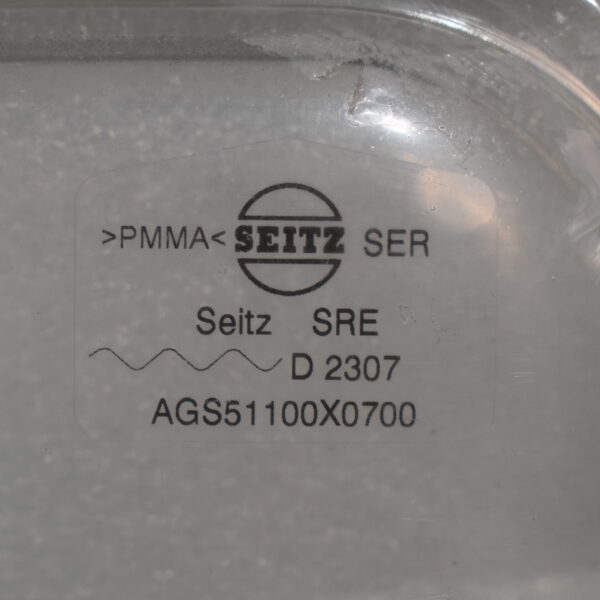 >PMMA< SEITZ SER
Seitz SRE
D 2307
AGS51100X0700